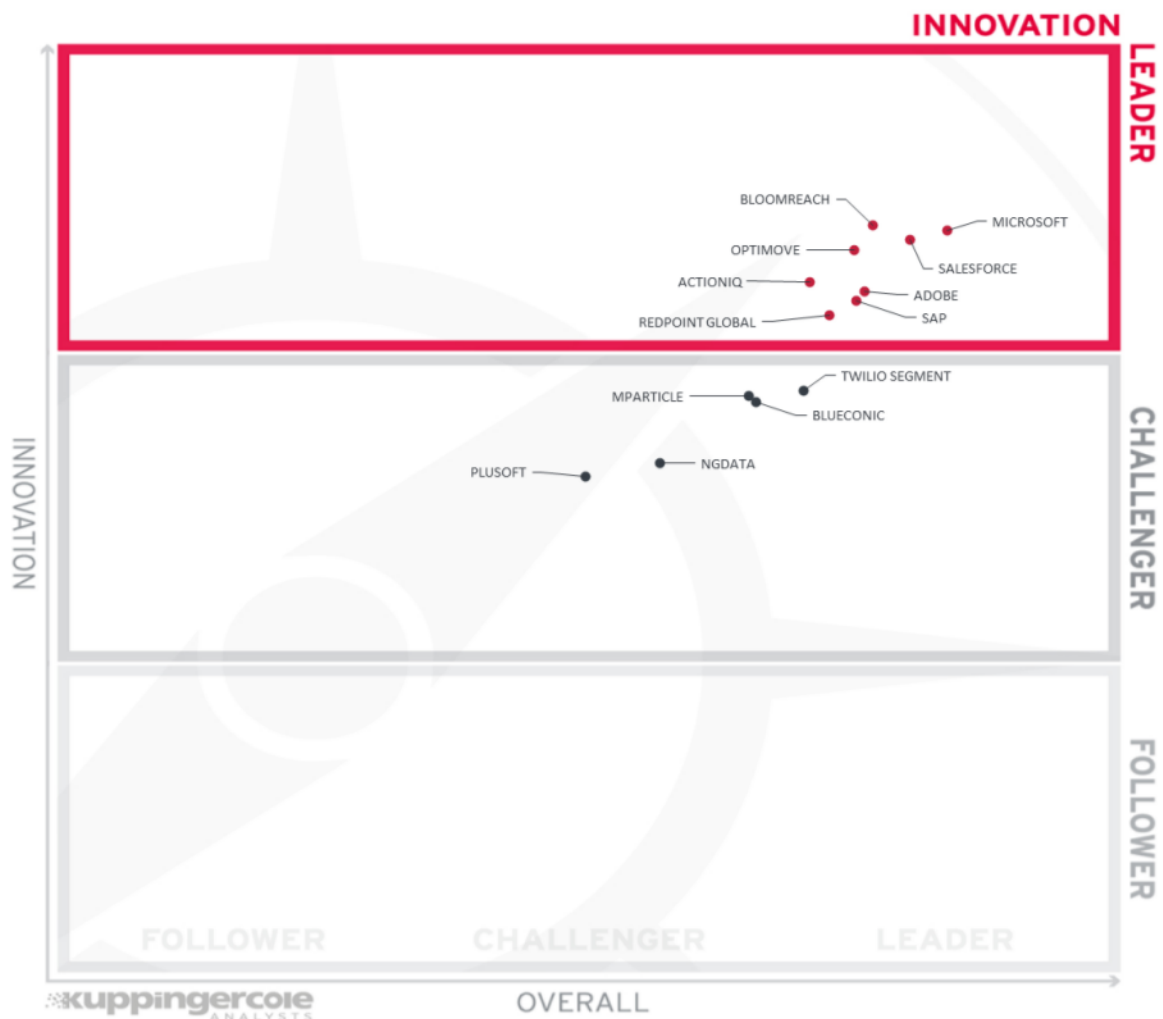 INNOVATION
LEADER
BLOOMREACH
MICROSOFT
OPTIMOVE
SALESFORCE
ACTIONIQ
ADOBE
REDPOINT GLOBAL
SAP
TWILIO SEGMENT
MPARTICLE
BLUECONIC
CHALLENGER
INNOVATION
NGDATA
PLUSOFT
FOLLOWER
FOLLOWER
CHALLENGER
LEADER
kuppingercole
ANALYSTS
OVERALL